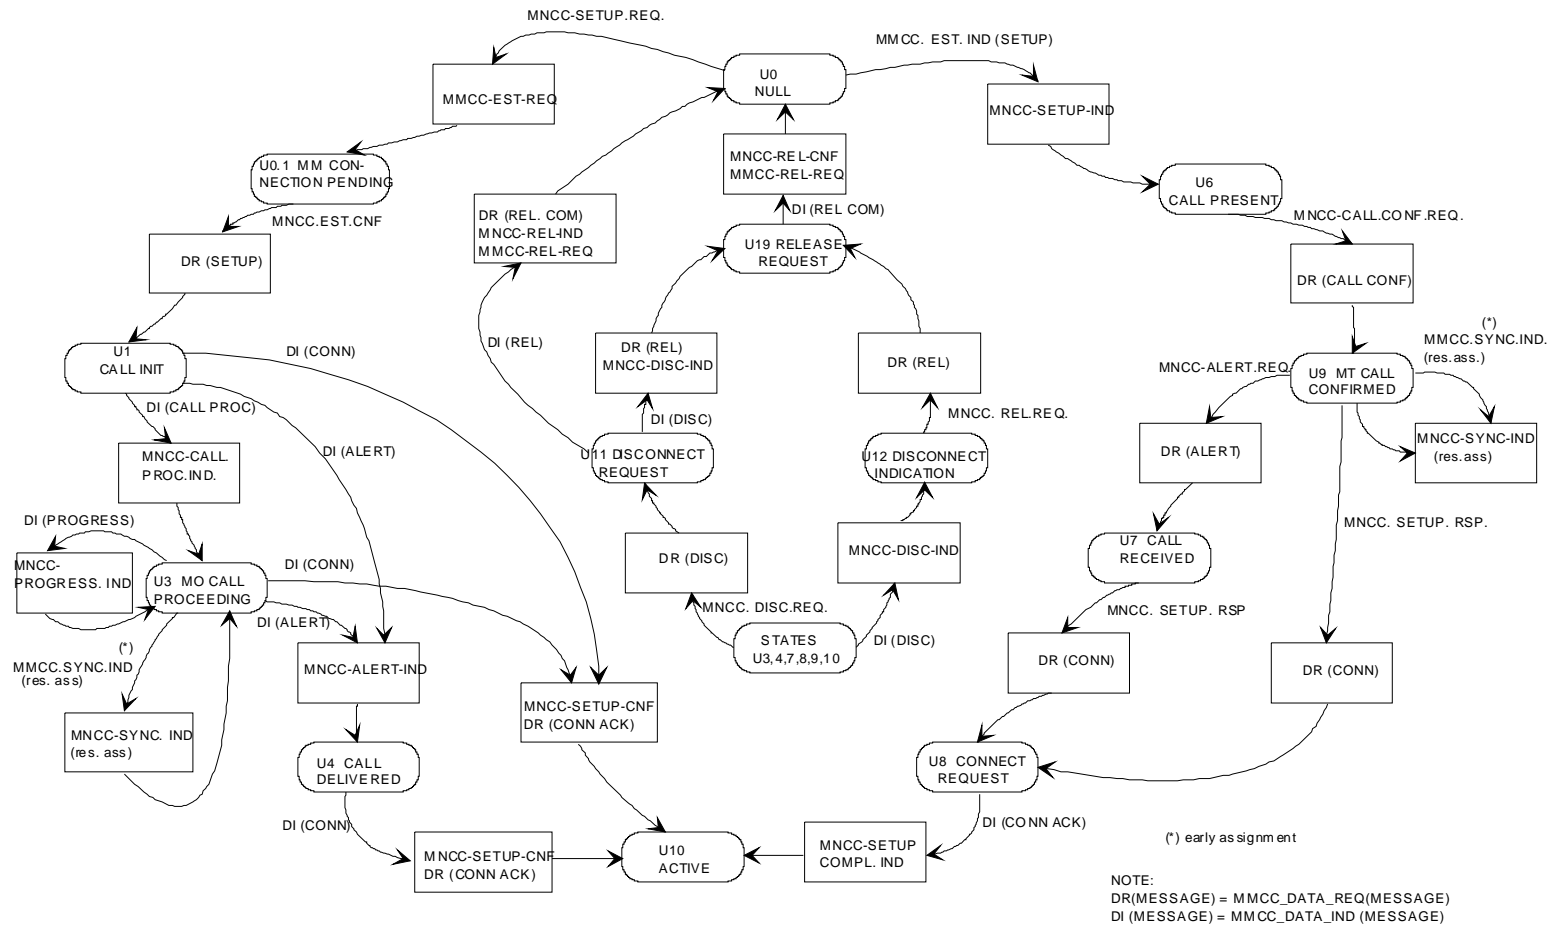 MNCC-SETUP.REQ.
MMCC. EST. IND (SETUP)
U0
NULL
MMCC-EST-REQ
MNCC-SETUP-IND
U0.1 MM CON-
NECTION PENDING
MNCC-REL-CNF
MMCC-REL-REQ
U6
CALL PRESENT
MNCC.EST.CNF
DR (REL. COM)
MNCC-REL-IND
MMCC-REL-REQ
DI (REL COM)
MNCC-CALL.CONF.REQ.
DR (SETUP)
U19 RELEASE
REQUEST
DR (CALL CONF)
(*)
MMCC.SYNC.IND.
(res.ass.)
DI (REL)
U1
CALL INIT
DI (CONN)
DR (REL)
MNCC-DISC-IND
DR (REL)
MNCC-ALERT.REQ.
U9 MT CALL
CONFIRMED
DI (CALL PROC)
DI (DISC)
MNCC. REL.REQ.
MNCC-CALL.
PROC.IND.
DI (ALERT)
U11 DISCONNECT
REQUEST
U12 DISCONNECT
INDICATION
DR (ALERT)
MNCC-SYNC-IND
(res.ass)
DI (PROGRESS)
MNCC. SETUP. RSP.
MNCC-
PROGRESS. IND
U3 MO CALL
PROCEEDING
DI (CONN)
DR (DISC)
MNCC-DISC-IND
U7 CALL
RECEIVED
DI (ALERT)
MNCC. DISC.REQ.
MNCC. SETUP. RSP
(*)
MMCC.SYNC.IND
(res. ass)
MNCC-ALERT-IND
STATES
U3,4,7,8,9,10
DI (DISC)
DR (CONN)
DR (CONN)
MNCC-SYNC. IND
(res. ass)
MNCC-SETUP-CNF
DR (CONN ACK)
U4 CALL
DELIVERED
U8 CONNECT
REQUEST
DI (CONN)
DI (CONN ACK)
MNCC-SETUP-CNF
DR (CONN ACK)
U10
ACTIVE
MNCC-SETUP
COMPL. IND
(*) early assignment
NOTE:
DR(MESSAGE) = MMCC_DATA_REQ(MESSAGE)
DI (MESSAGE) = MMCC_DATA_IND (MESSAGE)